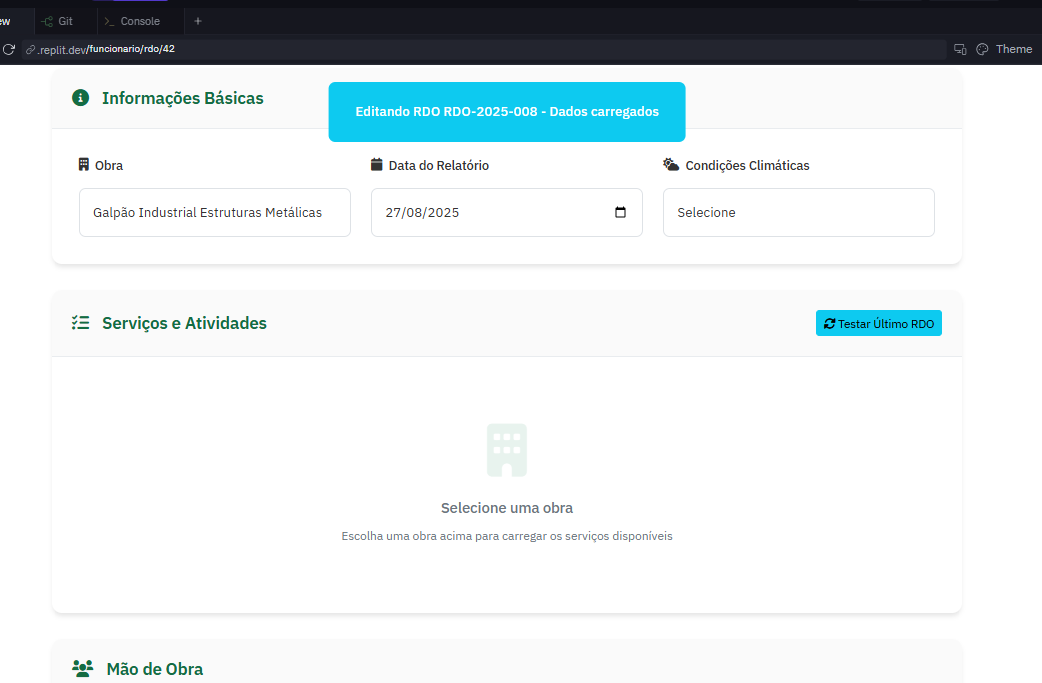 ew Git >_ Console +
.replit.dev/funcionario/rdo/42 Theme
Informações Básicas
Editando RDO RDO-2025-008 - Dados carregados
Obra Data do Relatório Condições Climáticas
Galpão Industrial Estruturas Metálicas 27/08/2025 Selecione
Serviços e Atividades Testar Último RDO
Selecione uma obra
Escolha uma obra acima para carregar os serviços disponíveis
Mão de Obra